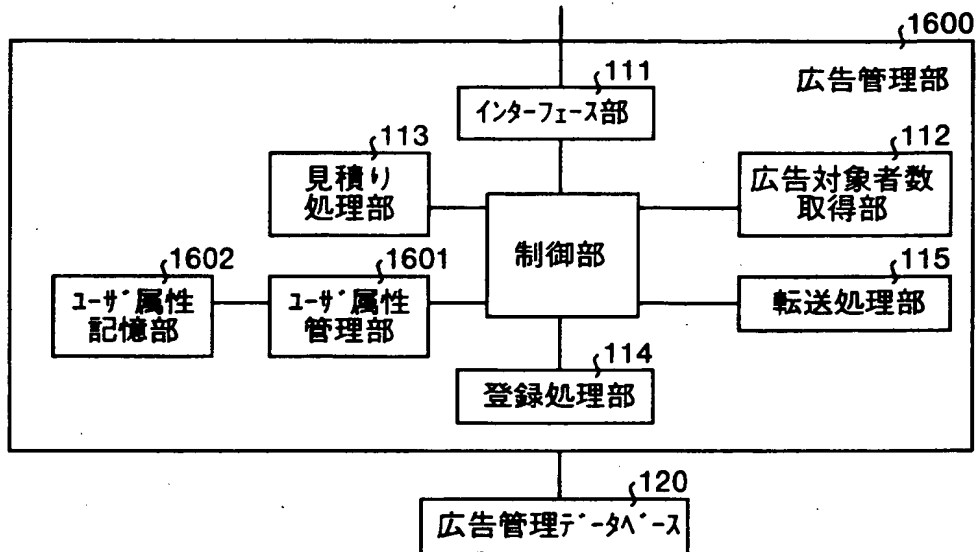 1600
広告管理部
111
インターフェース部
113
見積り
処理部
112
広告対象者数
取得部
制御部
1602
ユーザ属性
記憶部
1601
ユーザ属性
管理部
115
転送処理部
114
登録処理部
120
広告管理データベース